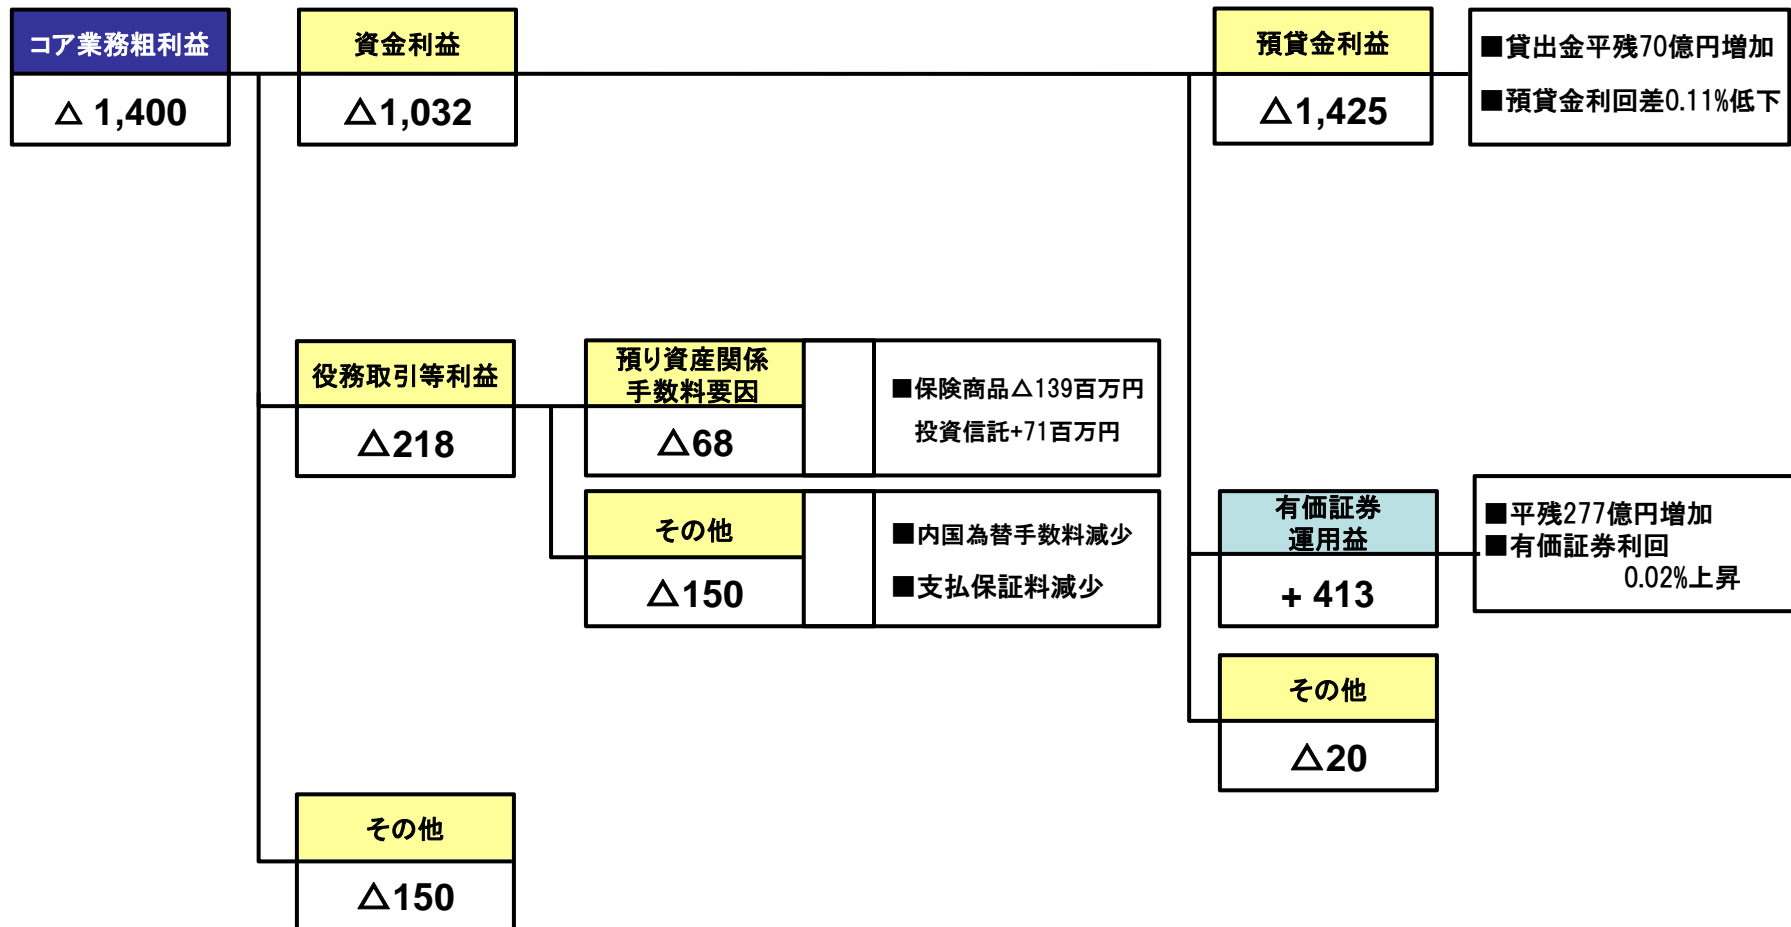 コア業務粗利益
△ 1,400
資金利益
△1,032
預貸金利益
△1,425
■貸出金平残70億円増加
■預貸金利回差0.11%低下
役務取引等利益
△218
預り資産関係
手数料要因
△68
■保険商品△139百万円
投資信託+71百万円
その他
△150
■内国為替手数料減少
■支払保証料減少
有価証券
運用益
+ 413
■平残277億円増加
■有価証券利回
0.02%上昇
その他
△20
その他
△150